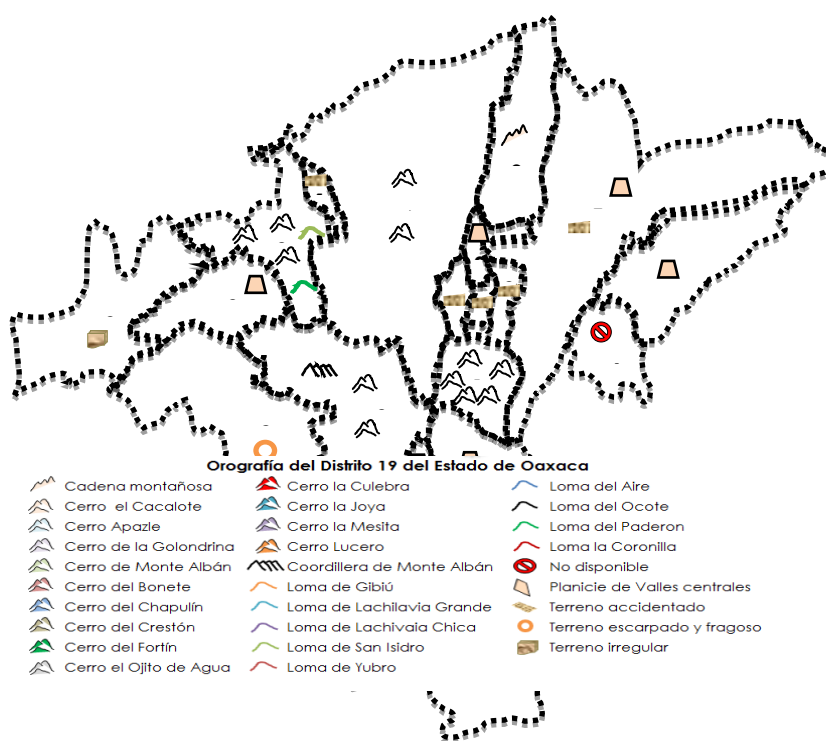 Orografía del Distrito 19 del Estado de Oaxaca
Cadena montañosa
Cerro el Cacalote
Cerro Apazle
Cerro de la Golondrina
Cerro de Monte Albán
Cerro del Bonete
Cerro del Chapulín
Cerro del Crestón
Cerro del Fortín
Cerro el Ojito de Agua
Cerro la Culebra
Cerro la Joya
Cerro la Mesita
Cerro Lucero
Coordillera de Monte Albán
Loma de Gibiú
Loma de Lachilavia Grande
Loma de Lachivaia Chica
Loma de San Isidro
Loma de Yubro
Loma del Aire
Loma del Ocote
Loma del Paderon
Loma la Coronilla
No disponible
Planicie de Valles centrales
Terreno accidentado
Terreno escarpado y fragoso
Terreno irregular